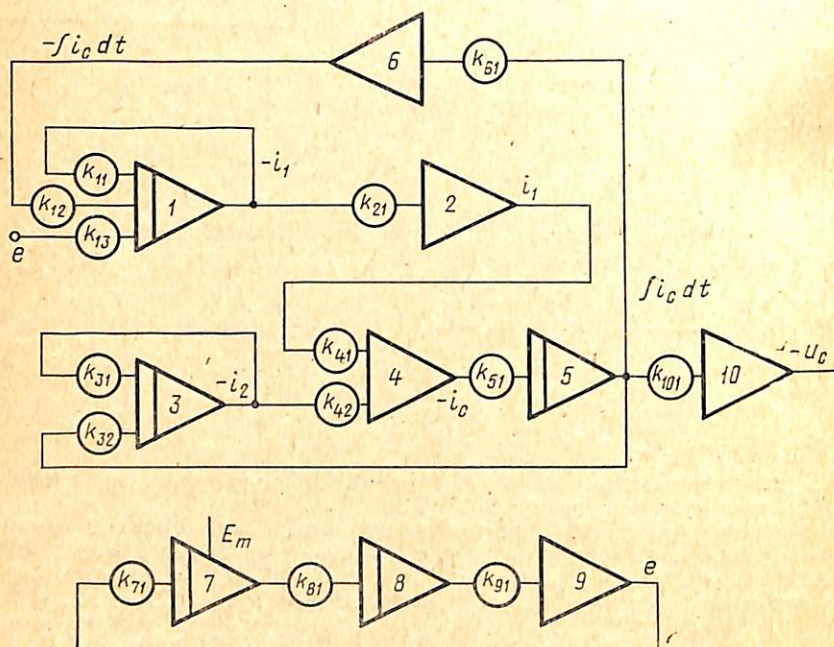 -∫i_c dt
6
k_61
k_11
-i_1
k_12
1
k_21
2
i_1
e
k_13
∫i_c dt
k_31
3
-i_2
k_41
4
k_51
5
k_101
10
-u_c
k_32
k_42
-i_c
E_m
k_71
7
k_81
8
k_91
9
e